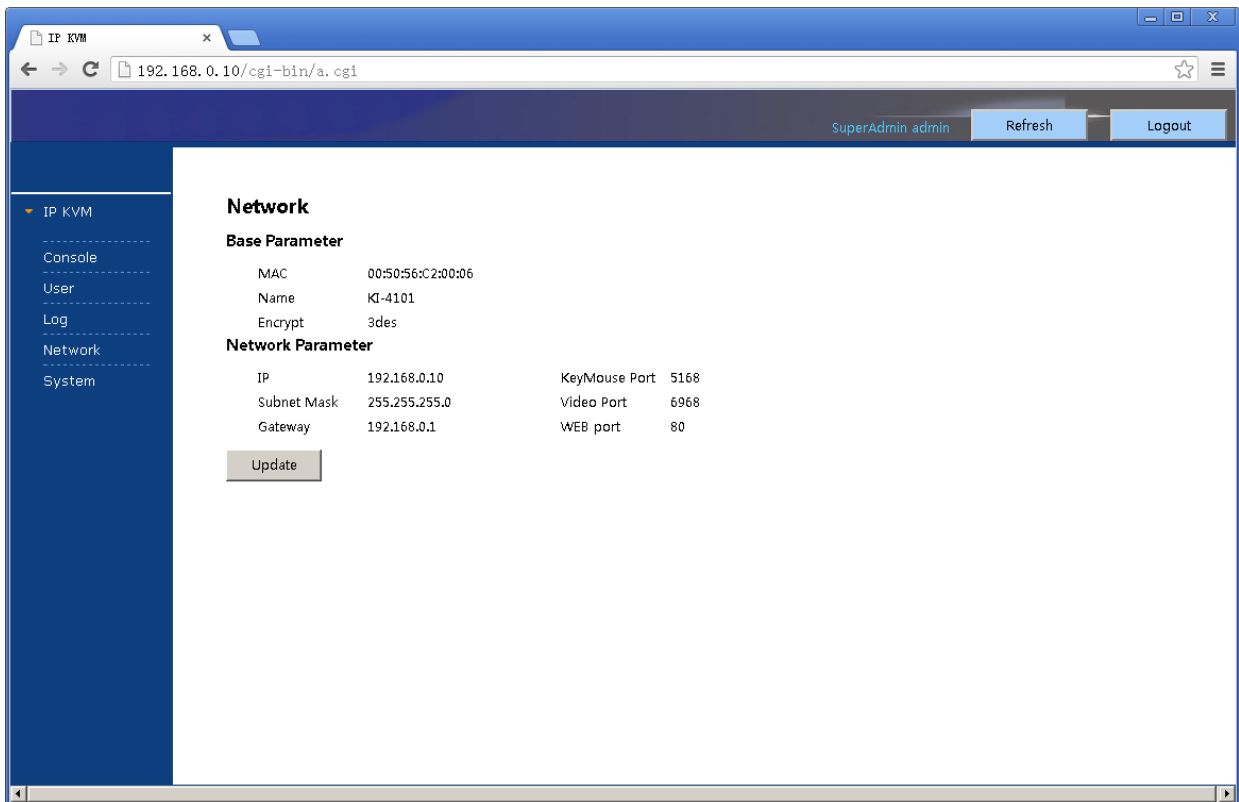 IP KVM
192.168.0.10/cgi-bin/a.cgi
SuperAdmin admin Refresh Logout
IP KVM
Console
User
Log
Network
System
Network
Base Parameter
MAC 00:50:56:C2:00:06
Name KI-4101
Encrypt 3des
Network Parameter
IP 192.168.0.10 KeyMouse Port 5168
Subnet Mask 255.255.255.0 Video Port 6968
Gateway 192.168.0.1 WEB port 80
Update